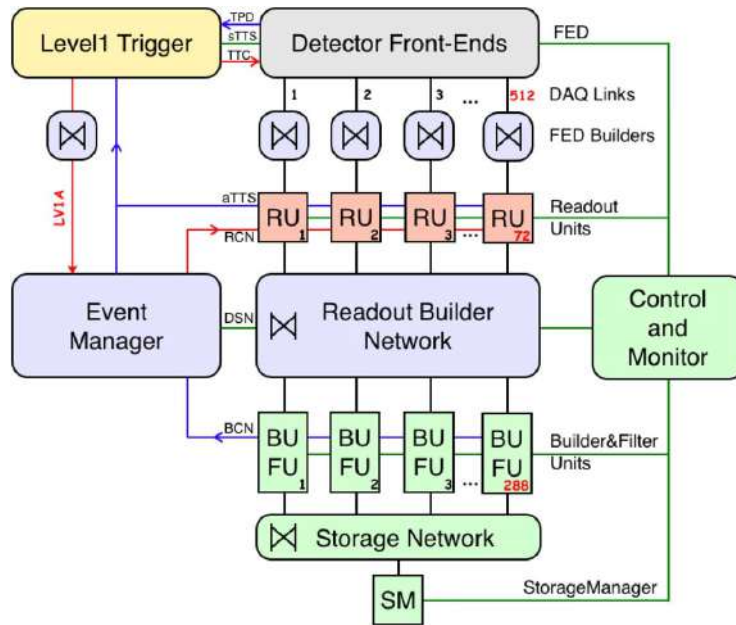 TPD
Level1 Trigger
sTTS
TTC
Detector Front-Ends
FED
1
2
3
...
512
DAQ Links
FED Builders
LV1A
aTTS
RU
1
RU
2
RU
3
...
RU
72
Readout
Units
RCN
Event
Manager
DSN
Readout Builder
Network
Control
and
Monitor
BCN
BU
FU
1
BU
FU
2
BU
FU
3
...
BU
FU
288
Builder&Filter
Units
Storage Network
SM
StorageManager